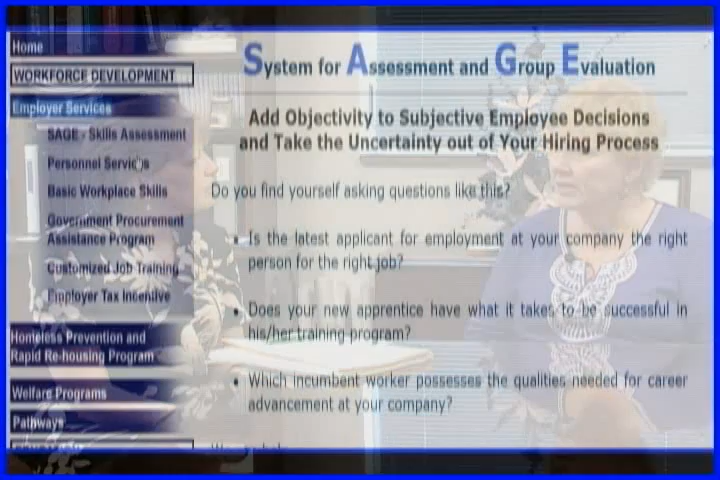 Home
WORKFORCE DEVELOPMENT
Employer Services
SAGE - Skills Assessment
Personnel Services
Basic Workplace Skills
Government Procurement
Assistance Program
Customized Job Training
Employer Tax Incentive
Homeless Prevention and
Rapid Re-housing Program
Welfare Programs
Pathways
System for Assessment and Group Evaluation
Add Objectivity to Subjective Employee Decisions
and Take the Uncertainty out of Your Hiring Process
Do you find yourself asking questions like this?
• Is the latest applicant for employment at your company the right
person for the right job?
• Does your new apprentice have what it takes to be successful in
his/her training program?
• Which incumbent worker possesses the qualities needed for career
advancement at your company?